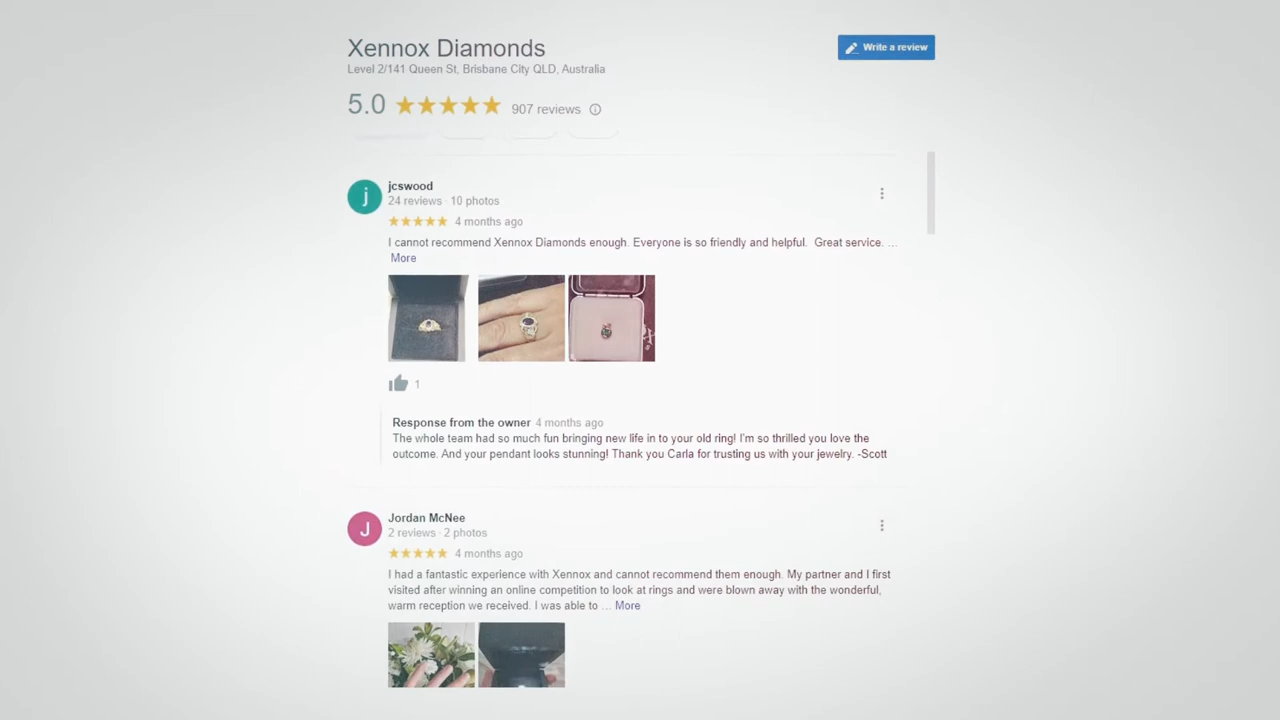 Xennox Diamonds
Write a review
Level 2/141 Queen St, Brisbane City QLD, Australia
5.0 907 reviews
j
jcswood
24 reviews · 10 photos
4 months ago
I cannot recommend Xennox Diamonds enough. Everyone is so friendly and helpful. Great service. …
More
1
Response from the owner 4 months ago
The whole team had so much fun bringing new life in to your old ring! I'm so thrilled you love the
outcome. And your pendant looks stunning! Thank you Carla for trusting us with your jewelry. -Scott
J
Jordan McNee
2 reviews · 2 photos
4 months ago
I had a fantastic experience with Xennox and cannot recommend them enough. My partner and I first
visited after winning an online competition to look at rings and were blown away with the wonderful,
warm reception we received. I was able to … More